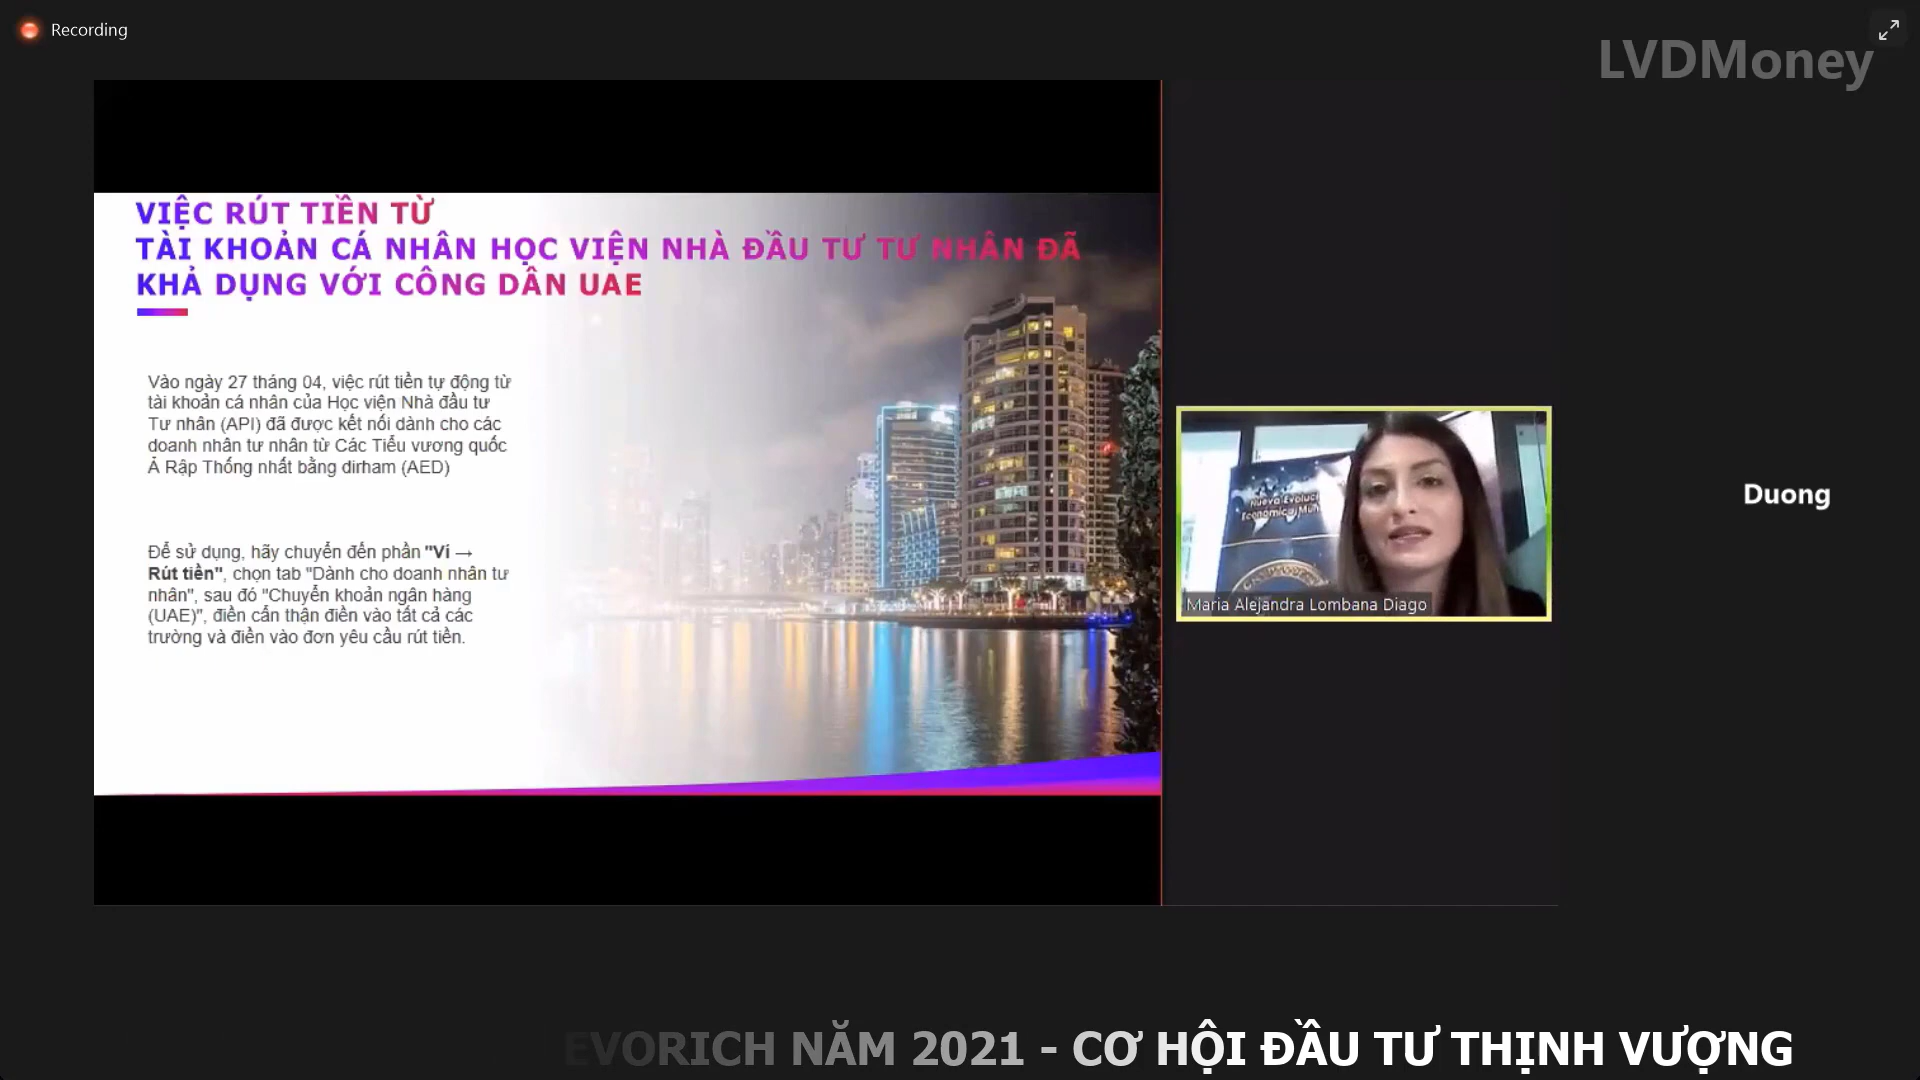 Recording
LVDMoney
VIỆC RÚT TIỀN TỪ
TÀI KHOẢN CÁ NHÂN HỌC VIỆN NHÀ ĐẦU TƯ TƯ NHÂN ĐÃ
KHẢ DỤNG VỚI CÔNG DÂN UAE
Vào ngày 27 tháng 04, việc rút tiền tự động từ
tài khoản cá nhân của Học viện Nhà đầu tư
Tư nhân (API) đã được kết nối dành cho các
doanh nhân tư nhân từ Các Tiểu vương quốc
Ả Rập Thống nhất bằng dirham (AED)
Để sử dụng, hãy chuyển đến phần "Ví →
Rút tiền", chọn tab "Dành cho doanh nhân tư
nhân", sau đó "Chuyển khoản ngân hàng
(UAE)", điền cẩn thận điền vào tất cả các
trường và điền vào đơn yêu cầu rút tiền.
Nueva Evoluci
Económica Mun
Maria Alejandra Lombana Diago
Duong
EVORICH NĂM 2021 - CƠ HỘI ĐẦU TƯ THỊNH VƯỢNG